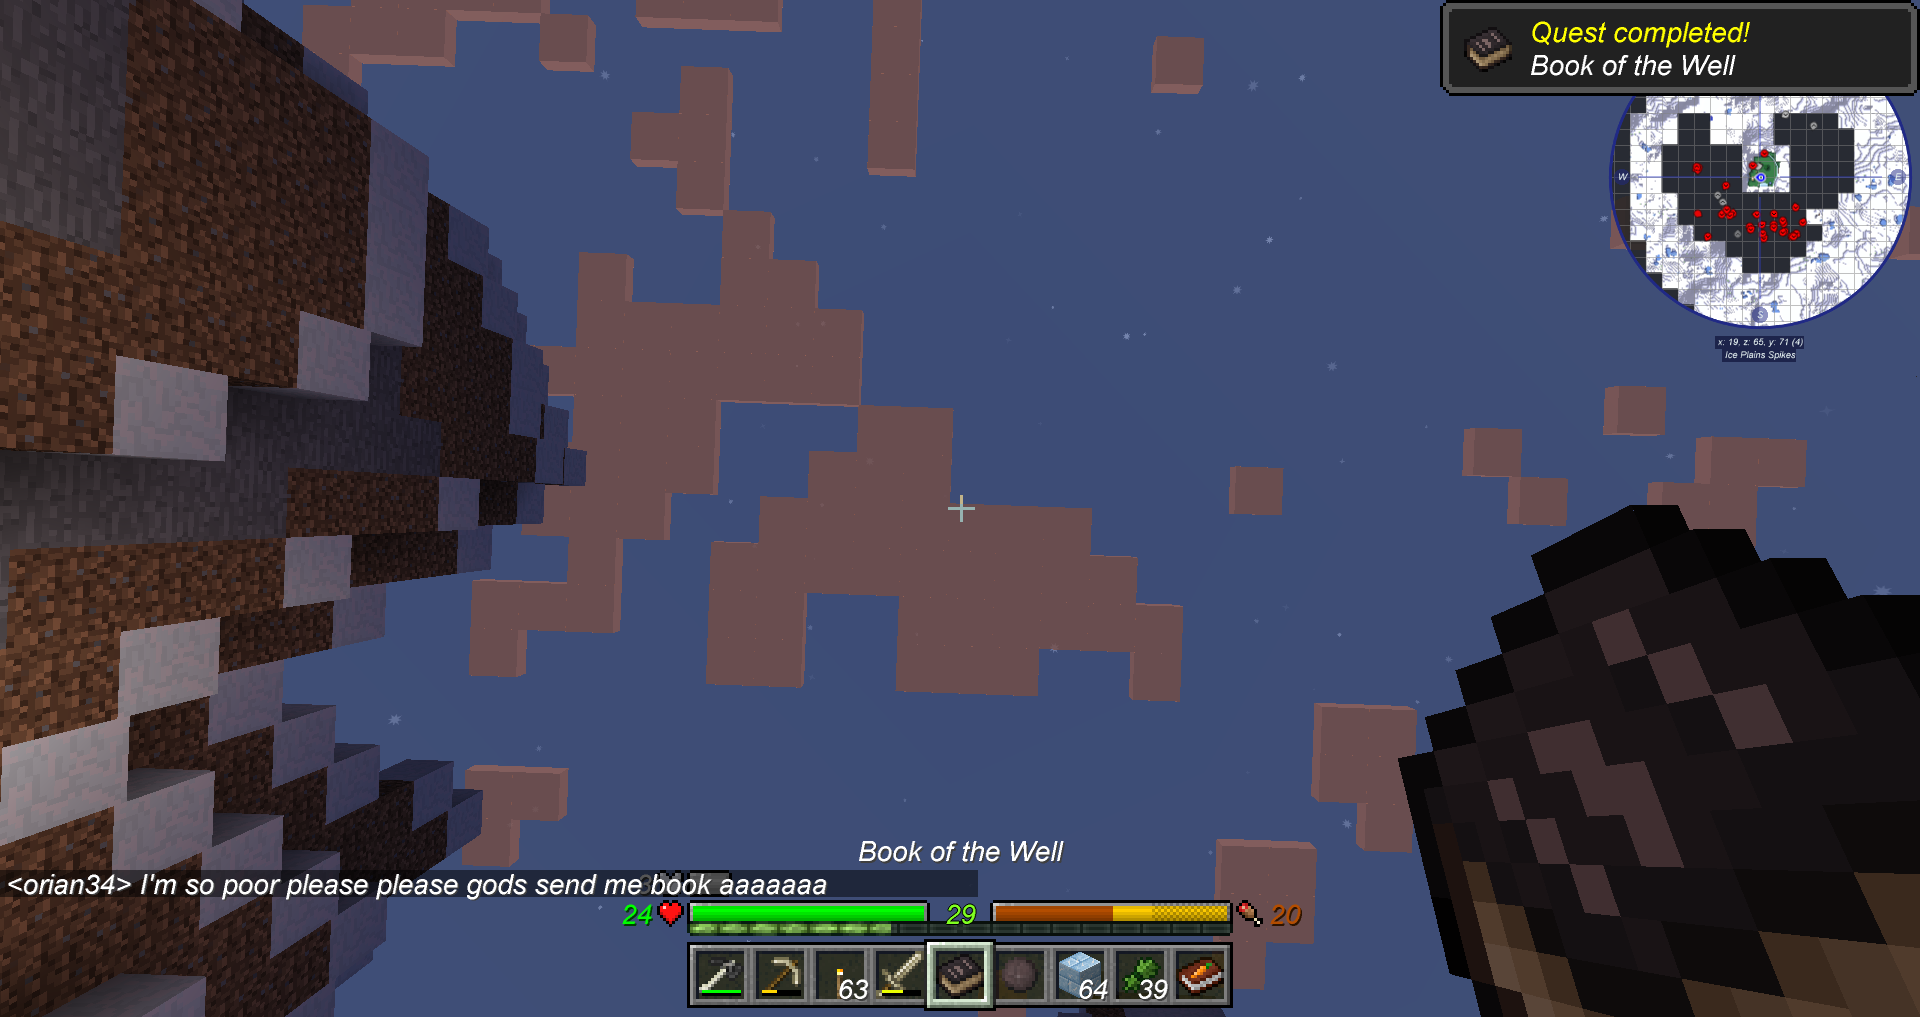 Quest completed!
Book of the Well
W
E
S
x: 19, z: 65, y: 71 (4)
Ice Plains Spikes
Book of the Well
<orian34> I'm so poor please please gods send me book aaaaaaa
24
29
20
63
64
39